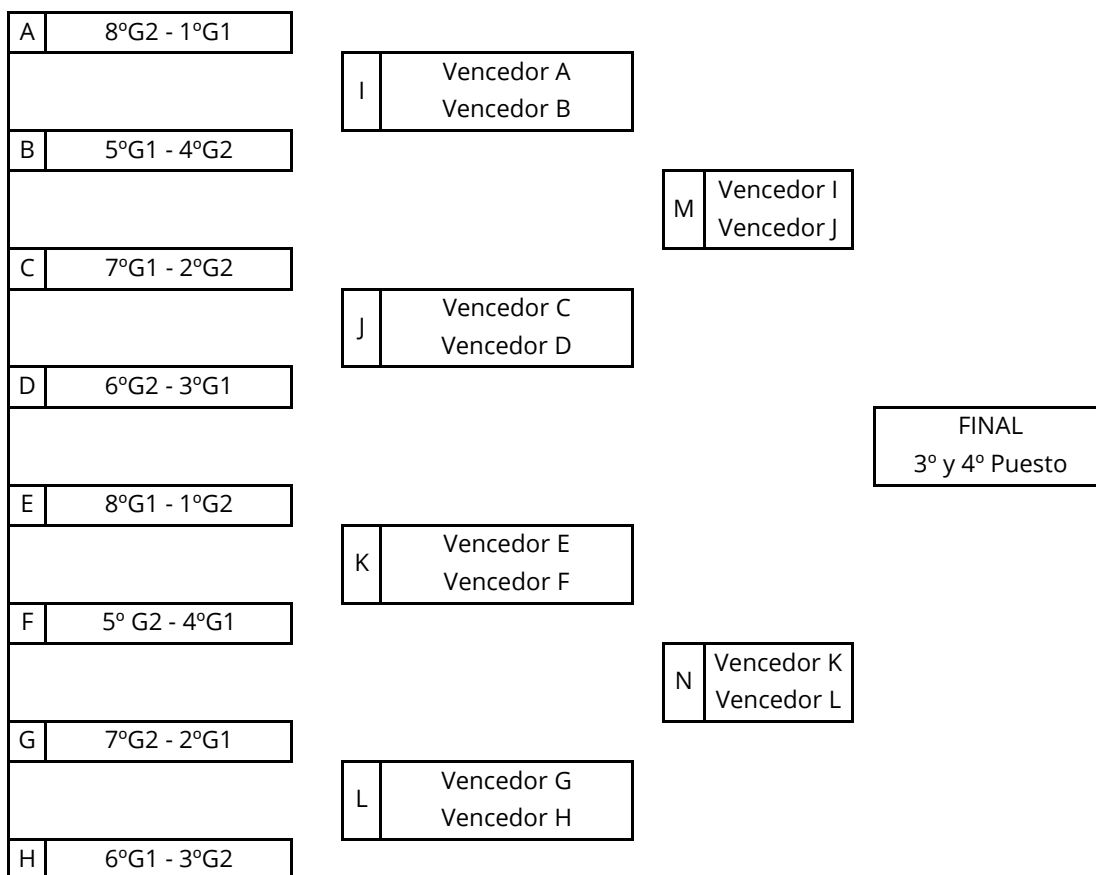 A 8ºG2 - 1ºG1
I
Vencedor A
Vencedor B
B 5ºG1 - 4ºG2
M
Vencedor I
Vencedor J
C 7ºG1 - 2ºG2
J
Vencedor C
Vencedor D
D 6ºG2 - 3ºG1
FINAL
3º y 4º Puesto
E 8ºG1 - 1ºG2
K
Vencedor E
Vencedor F
F 5º G2 - 4ºG1
N
Vencedor K
Vencedor L
G 7ºG2 - 2ºG1
L
Vencedor G
Vencedor H
H 6ºG1 - 3ºG2